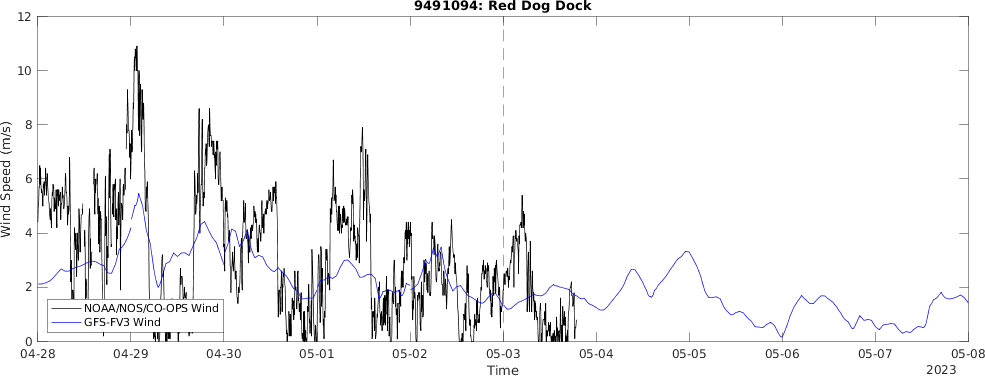 9491094: Red Dog Dock
Wind Speed (m/s)
12
10
8
6
4
2
0
NOAA/NOS/CO-OPS Wind
GFS-FV3 Wind
04-28 04-29 04-30 05-01 05-02 05-03 05-04 05-05 05-06 05-07 05-08
Time
2023